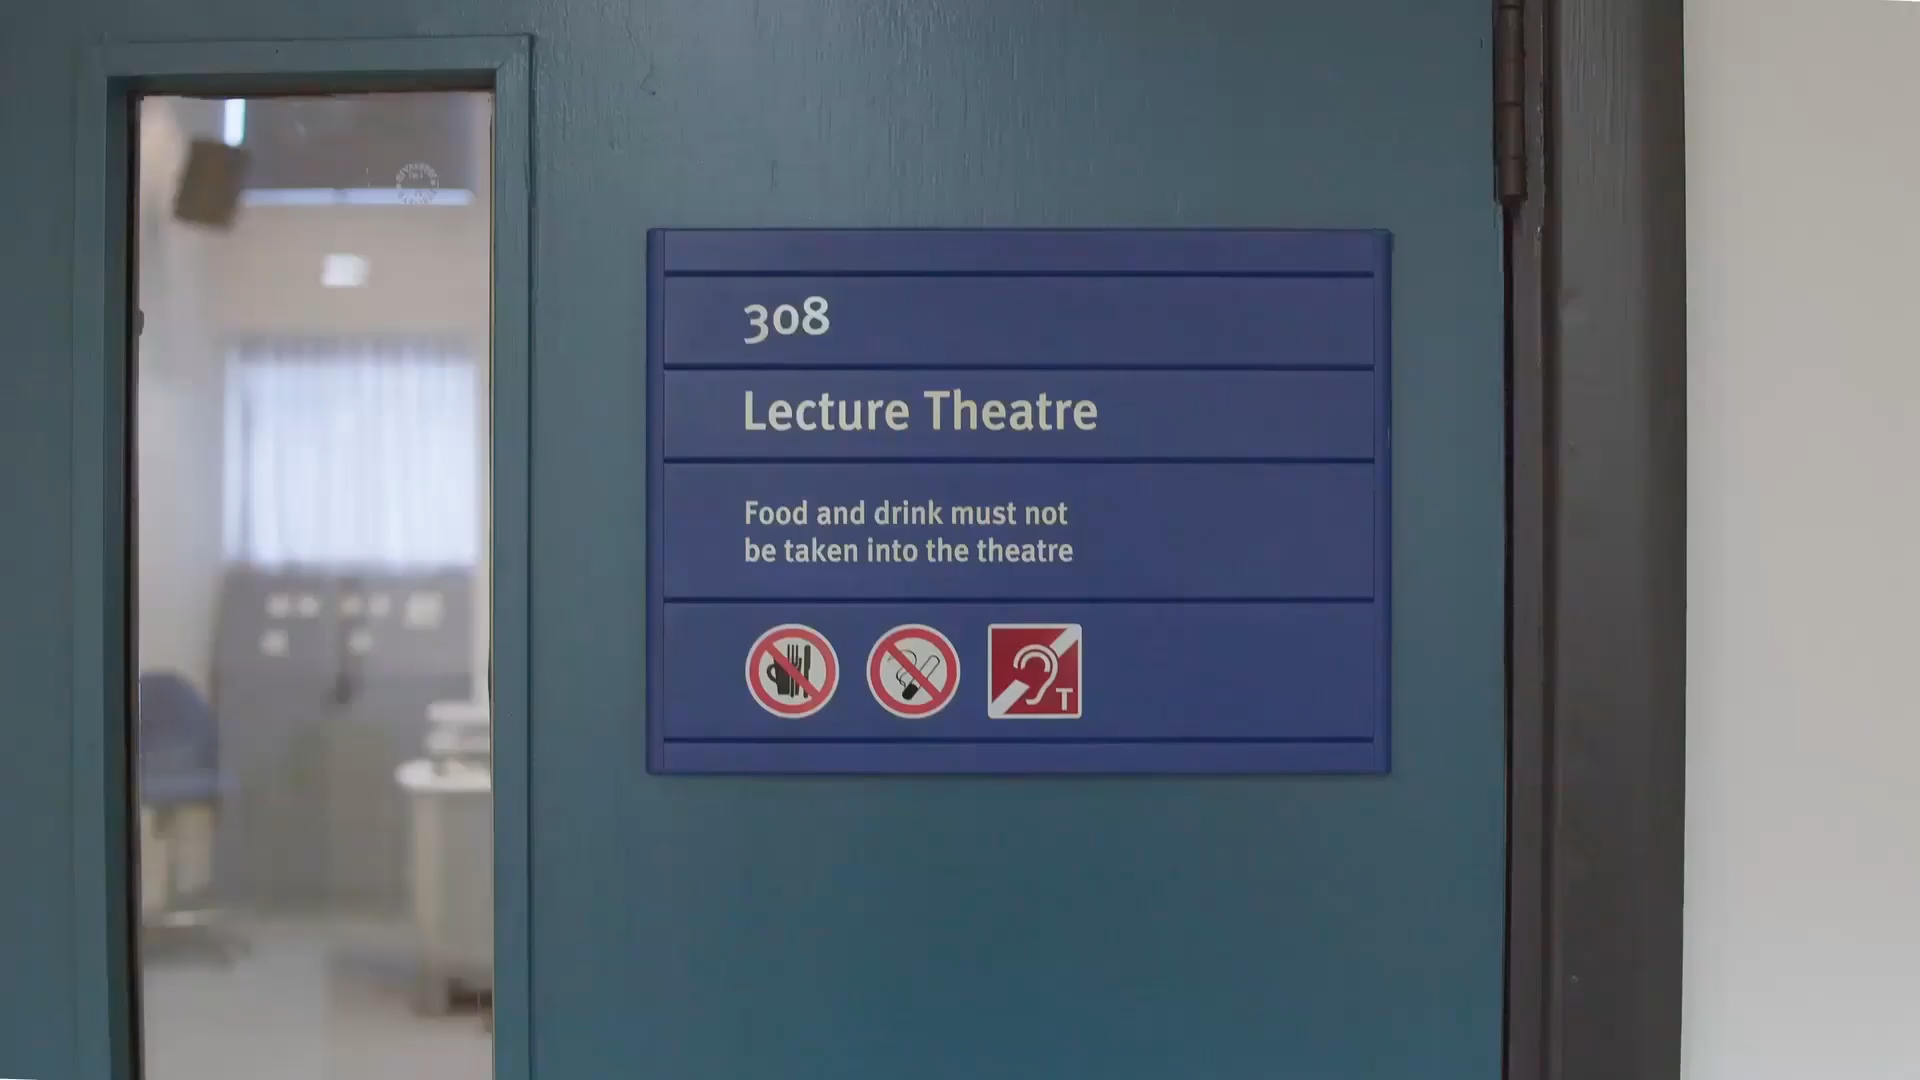 308
Lecture Theatre
Food and drink must not
be taken into the theatre
T